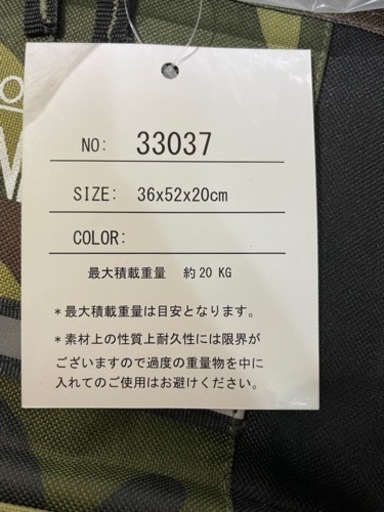 NO: 33037
SIZE: 36x52x20cm
COLOR:
最大積載重量 約20 KG
*最大積載重量は目安となります。
*素材上の性質上耐久性には限界が
ございますので過度の重量物を中に
入れてのご使用はお避けください。